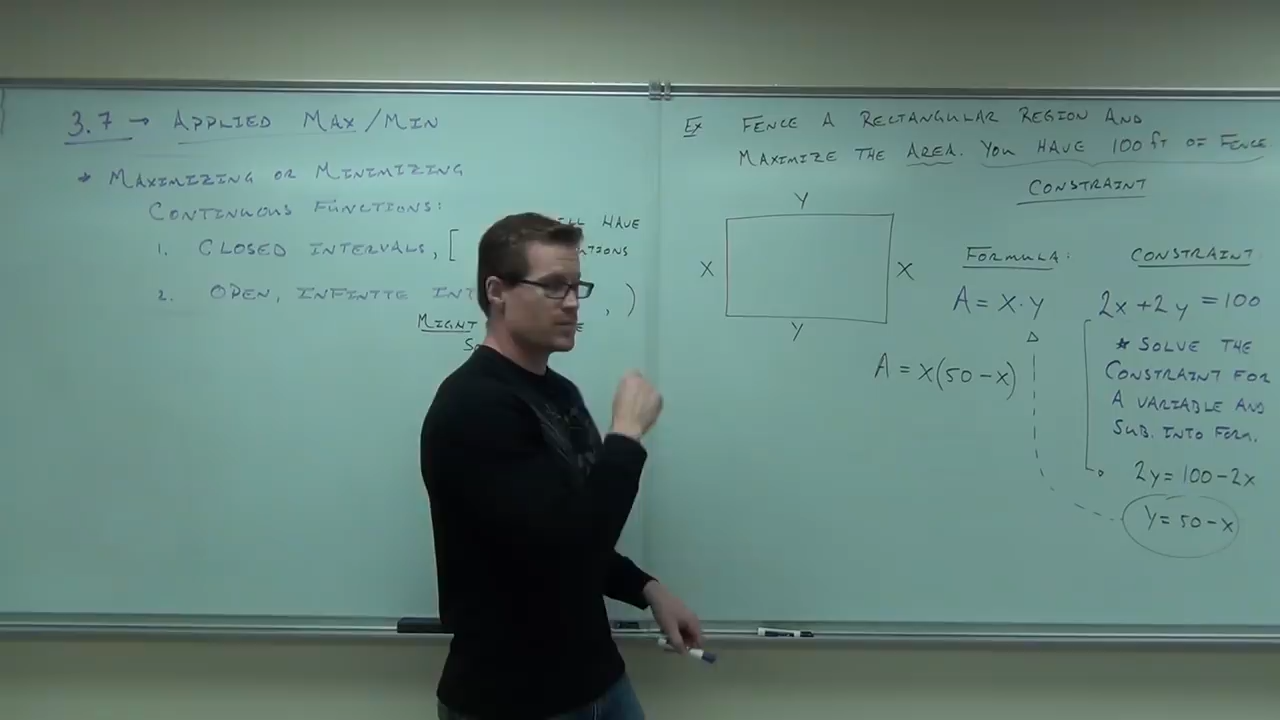 3.7 → APPLIED MAX/MIN
* MAXIMIZING OR MINIMIZING
CONTINUOUS FUNCTIONS:
1. CLOSED INTERVALS, [
HAVE
2. OPEN, INFINITE
, )
MIGHT
Ex FENCE A RECTANGULAR REGION AND
MAXIMIZE THE AREA. YOU HAVE 100 ft OF FENCE
CONSTRAINT
Y
X
X
Y
FORMULA:
A = X·Y
A = X(50-X)
CONSTRAINT
2x + 2y = 100
* SOLVE THE
CONSTRAINT FOR
A VARIABLE AND
SUB. INTO FORM.
2y = 100-2x
Y = 50-X